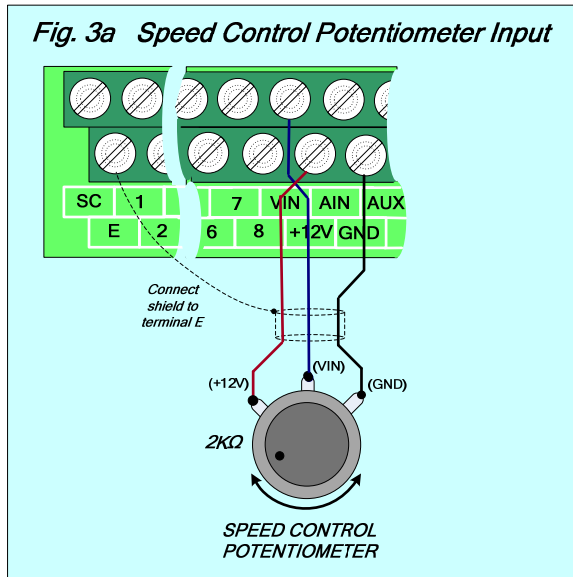 Fig. 3a Speed Control Potentiometer Input
SC 1 7 VIN AIN AUX
E 2 6 8 +12V GND
Connect
shield to
terminal E
(+12V)
(VIN)
(GND)
2KΩ
SPEED CONTROL
POTENTIOMETER